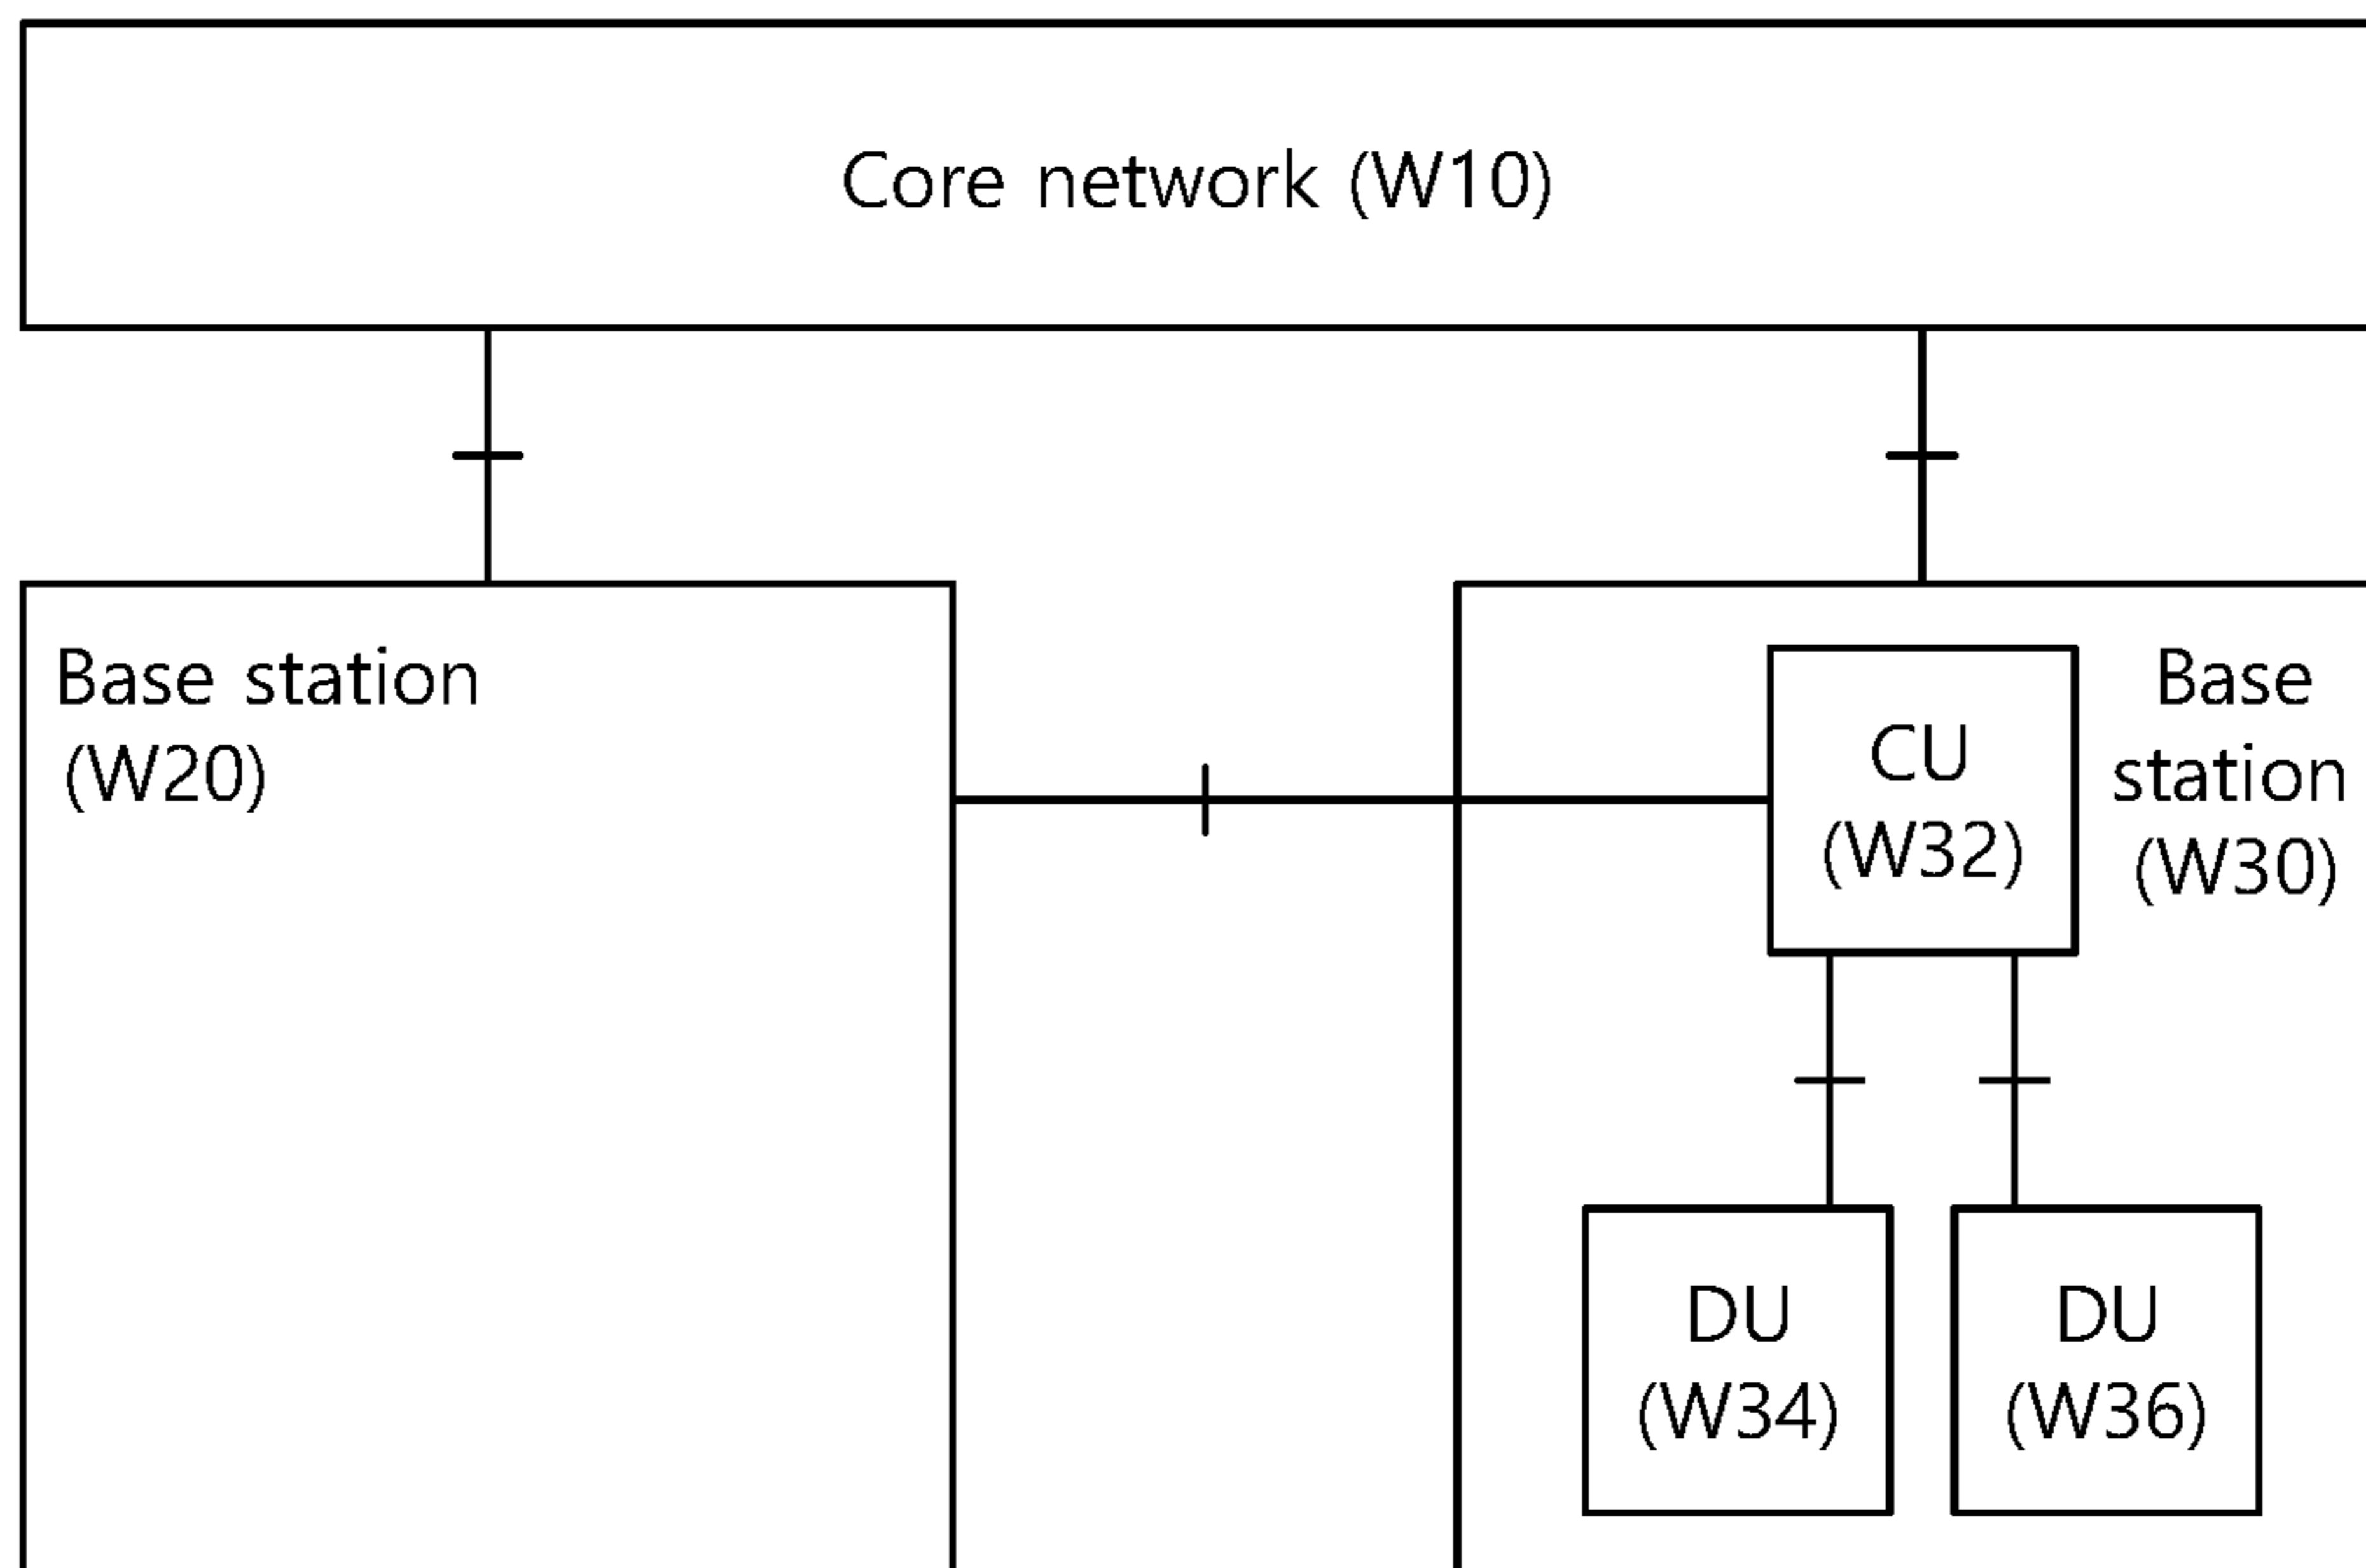 Core network (W10)
Base station
(W20)
CU
(W32)
Base
station
(W30)
DU
(W34)
DU
(W36)